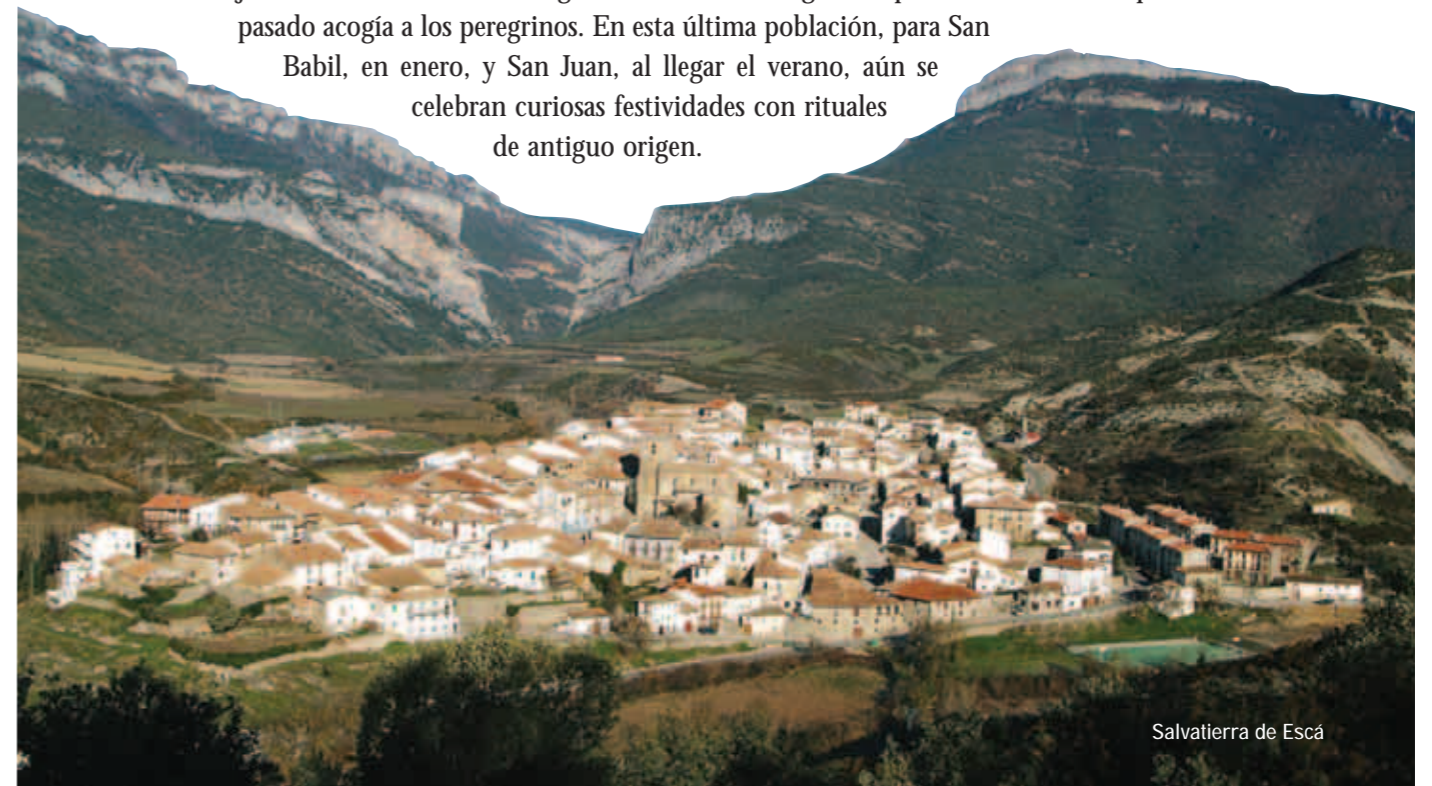 pasado acogía a los peregrinos. En esta última población, para San
Babil, en enero, y San Juan, al llegar el verano, aún se
celebran curiosas festividades con rituales
de antiguo origen.
Salvatierra de Escá